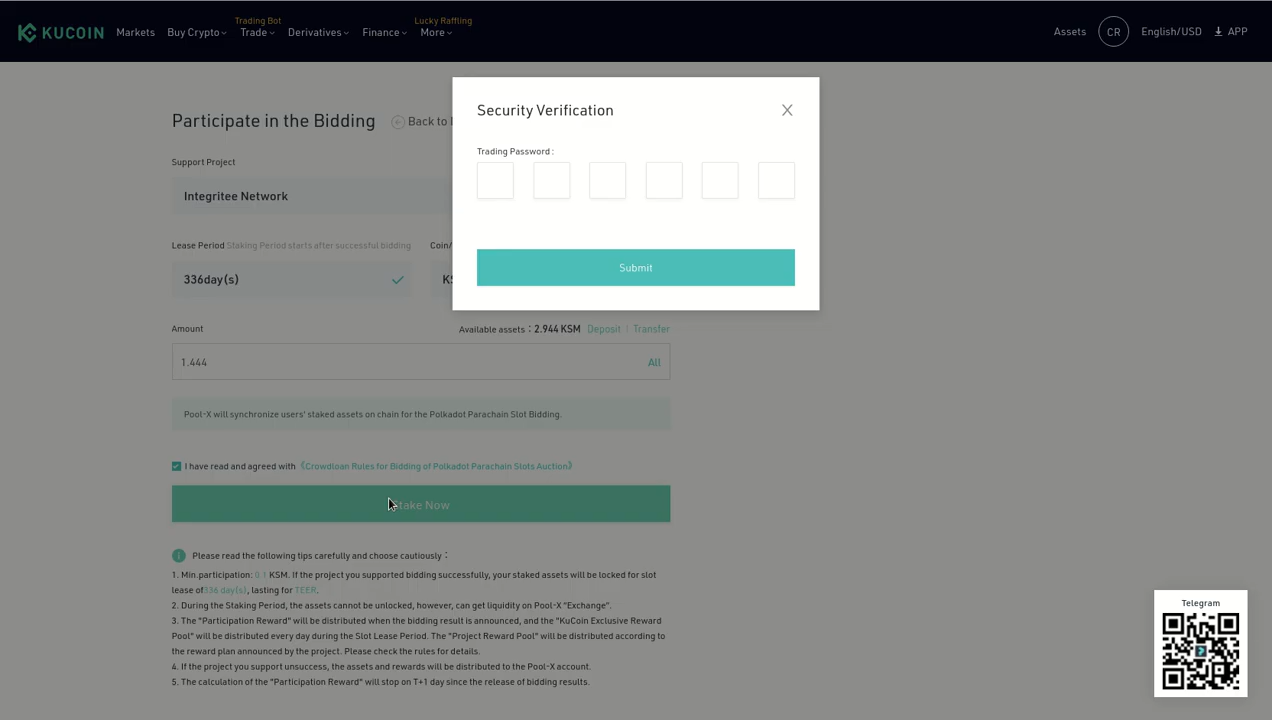 KUCOIN
Markets
Buy Crypto
Trading Bot
Trade
Derivatives
Finance
Lucky Raffling
More
Assets
CR
English/USD
APP
Participate in the Bidding
Back to
Security Verification
Trading Password :
Submit
Support Project
Integritee Network
Lease Period Staking Period starts after successful bidding
Coin/
336day(s)
KS
Amount
Available assets : 2.944 KSM Deposit | Transfer
1.444
All
Pool-X will synchronize users' staked assets on chain for the Polkadot Parachain Slot Bidding.
I have read and agreed with 《Crowdloan Rules for Bidding of Polkadot Parachain Slots Auction》
Stake Now
Please read the following tips carefully and choose cautiously :
1. Min.participation: 0.1 KSM. If the project you supported bidding successfully, your staked assets will be locked for slot
lease of336 day(s), lasting for TEER.
2. During the Staking Period, the assets cannot be unlocked, however, can get liquidity on Pool-X "Exchange".
3. The "Participation Reward" will be distributed when the bidding result is announced, and the "KuCoin Exclusive Reward
Pool" will be distributed every day during the Slot Lease Period. The "Project Reward Pool" will be distributed according to
the reward plan announced by the project. Please check the rules for details.
4. If the project you support unsuccess, the assets and rewards will be distributed to the Pool-X account.
5. The calculation of the "Participation Reward" will stop on T+1 day since the release of bidding results.
Telegram